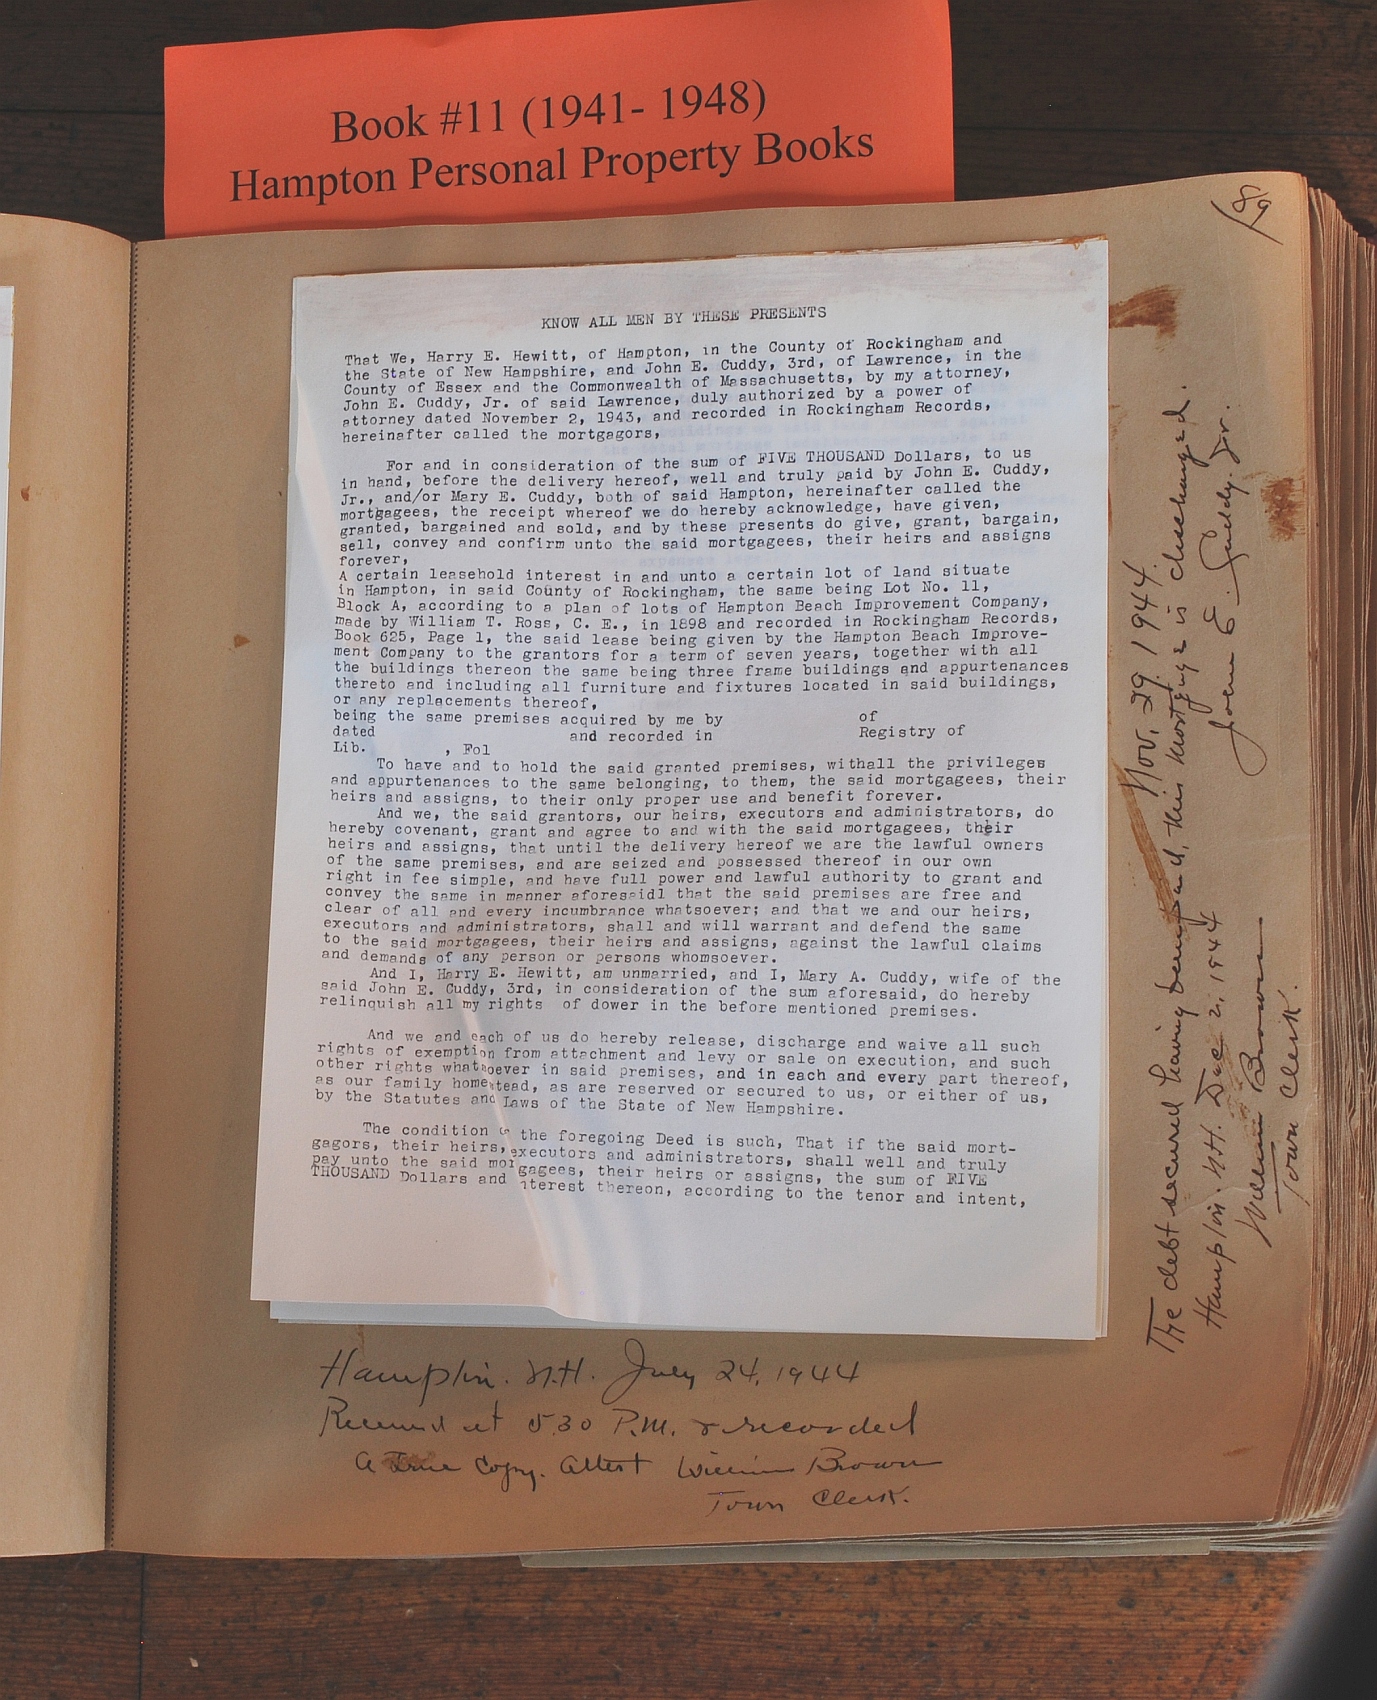 Book #11 (1941- 1948)
Hampton Personal Property Books
189
KNOW ALL MEN BY THESE PRESENTS
That We, Harry E. Hewitt, of Hampton, in the County of Rockingham and
the State of New Hampshire, and John E. Cuddy, 3rd, of Lawrence, in the
County of Essex and the Commonwealth of Massachusetts, by my attorney,
John E. Cuddy, Jr. of said Lawrence, duly authorized by a power of
attorney dated November 2, 1943, and recorded in Rockingham Records,
hereinafter called the mortgagors,
For and in consideration of the sum of FIVE THOUSAND Dollars, to us
in hand, before the delivery hereof, well and truly paid by John E. Cuddy,
Jr., and/or Mary E. Cuddy, both of said Hampton, hereinafter called the
mortgagees, the receipt whereof we do hereby acknowledge, have given,
granted, bargained and sold, and by these presents do give, grant, bargain,
sell, convey and confirm unto the said mortgagees, their heirs and assigns
forever,
A certain leasehold interest in and unto a certain lot of land situate
in Hampton, in said County of Rockingham, the same being Lot No. 11,
Block A, according to a plan of lots of Hampton Beach Improvement Company,
made by William T. Ross, C. E., in 1898 and recorded in Rockingham Records,
Book 625, Page 1, the said lease being given by the Hampton Beach Improve-
ment Company to the grantors for a term of seven years, together with all
the buildings thereon the same being three frame buildings and appurtenances
thereto and including all furniture and fixtures located in said buildings,
or any replacements thereof,
being the same premises acquired by me by of
dated and recorded in Registry of
Lib. , Fol
To have and to hold the said granted premises, withall the privileges
and appurtenances to the same belonging, to them, the said mortgagees, their
heirs and assigns, to their only proper use and benefit forever.
And we, the said grantors, our heirs, executors and administrators, do
hereby covenant, grant and agree to and with the said mortgagees, their
heirs and assigns, that until the delivery hereof we are the lawful owners
of the same premises, and are seized and possessed thereof in our own
right in fee simple, and have full power and lawful authority to grant and
convey the same in manner aforesaidl that the said premises are free and
clear of all and every incumbrance whatsoever; and that we and our heirs,
executors and administrators, shall and will warrant and defend the same
to the said mortgagees, their heirs and assigns, against the lawful claims
and demands of any person or persons whomsoever.
And I, Harry E. Hewitt, am unmarried, and I, Mary A. Cuddy, wife of the
said John E. Cuddy, 3rd, in consideration of the sum aforesaid, do hereby
relinquish all my rights of dower in the before mentioned premises.
And we and each of us do hereby release, discharge and waive all such
rights of exemption from attachment and levy or sale on execution, and such
other rights whatsoever in said premises, and in each and every part thereof,
as our family homestead, as are reserved or secured to us, or either of us,
by the Statutes and Laws of the State of New Hampshire.
The condition the foregoing Deed is such, That if the said mort-
gagors, their heirs, executors and administrators, shall well and truly
pay unto the said mortgagees, their heirs or assigns, the sum of FIVE
THOUSAND Dollars and nterest thereon, according to the tenor and intent,
Hampton. N.H. July 24, 1944
Received at 5.30 P.M. & recorded
A True Copy. Attest William Brown
Town Clerk.
Nov. 29 1944.
The debt secured having been paid, this mortgage is discharged.
John E. Cuddy. Jr.
Hampton. N.H. Dec 2, 1944
William Brown
Town Clerk.